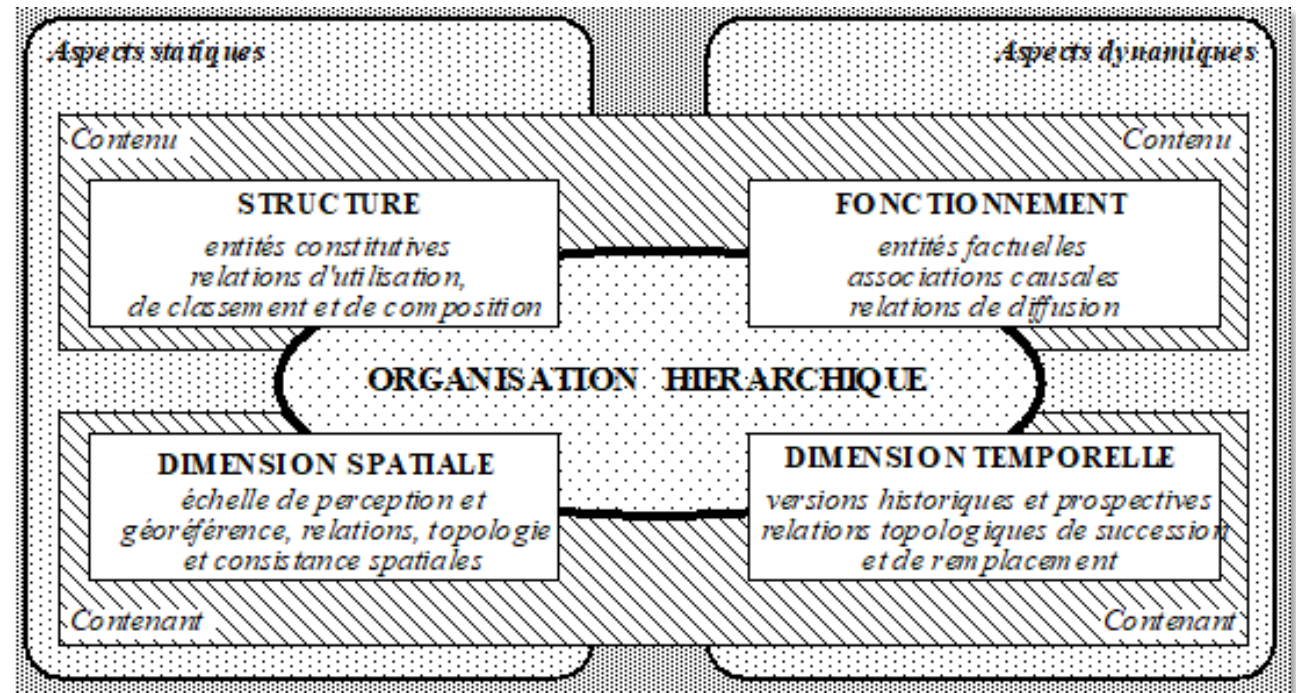 Aspects statiques
Aspects dynamiques
Contenu
Contenu
STRUCTURE
entités constitutives
relations d'utilisation,
de classement et de composition
FONCTIONNEMENT
entités factuelles
associations causales
relations de diffusion
ORGANISATION HIERARCHIQUE
DIMENSION SPATIALE
échelle de perception et
géoréférence, relations, topologie
et consistance spatiales
DIMENSION TEMPORELLE
versions historiques et prospectives
relations topologiques de succession
et de remplacement
Contenant
Contenant